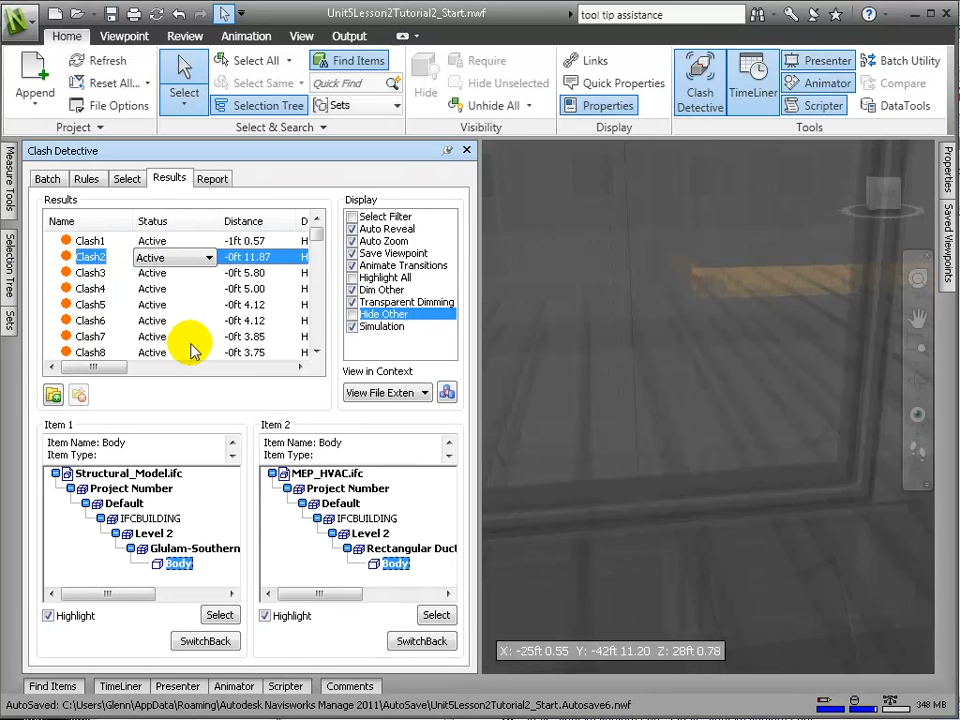 Unit5Lesson2Tutorial2_Start.nwf
tool tip assistance
Home Viewpoint Review Animation View Output
Append
Refresh
Reset All...
File Options
Project
Select
Select All
Select Same
Selection Tree
Find Items
Quick Find
Sets
Select & Search
Hide
Require
Hide Unselected
Unhide All
Visibility
Links
Quick Properties
Properties
Display
Clash
Detective
TimeLiner
Presenter
Animator
Scripter
Batch Utility
Compare
DataTools
Tools
Measure Tools
Selection Tree
Sets
Clash Detective
Batch Rules Select Results Report
Results
Name Status Distance D
Clash1 Active -1ft 0.57 H
Clash2 Active -0ft 11.87 H
Clash3 Active -0ft 5.80 H
Clash4 Active -0ft 5.00 H
Clash5 Active -0ft 4.12 H
Clash6 Active -0ft 4.12 H
Clash7 Active -0ft 3.85 H
Clash8 Active -0ft 3.75 H
Display
Select Filter
Auto Reveal
Auto Zoom
Save Viewpoint
Animate Transitions
Highlight All
Dim Other
Transparent Dimming
Hide Other
Simulation
View in Context
View File Exten
Item 1
Item Name: Body
Item Type:
Structural_Model.ifc
Project Number
Default
IFCBUILDING
Level 2
Glulam-Southern
Body
Highlight
Select
SwitchBack
Item 2
Item Name: Body
Item Type:
MEP_HVAC.ifc
Project Number
Default
IFCBUILDING
Level 2
Rectangular Duct
Body
Highlight
Select
SwitchBack
Properties
Saved Viewpoints
X: -25ft 0.55 Y: -42ft 11.20 Z: 28ft 0.78
Find Items TimeLiner Presenter Animator Scripter Comments
AutoSaved: C:\Users\Glenn\AppData\Roaming\Autodesk Navisworks Manage 2011\AutoSave\Unit5Lesson2Tutorial2_Start.Autosave6.nwf
348 MB